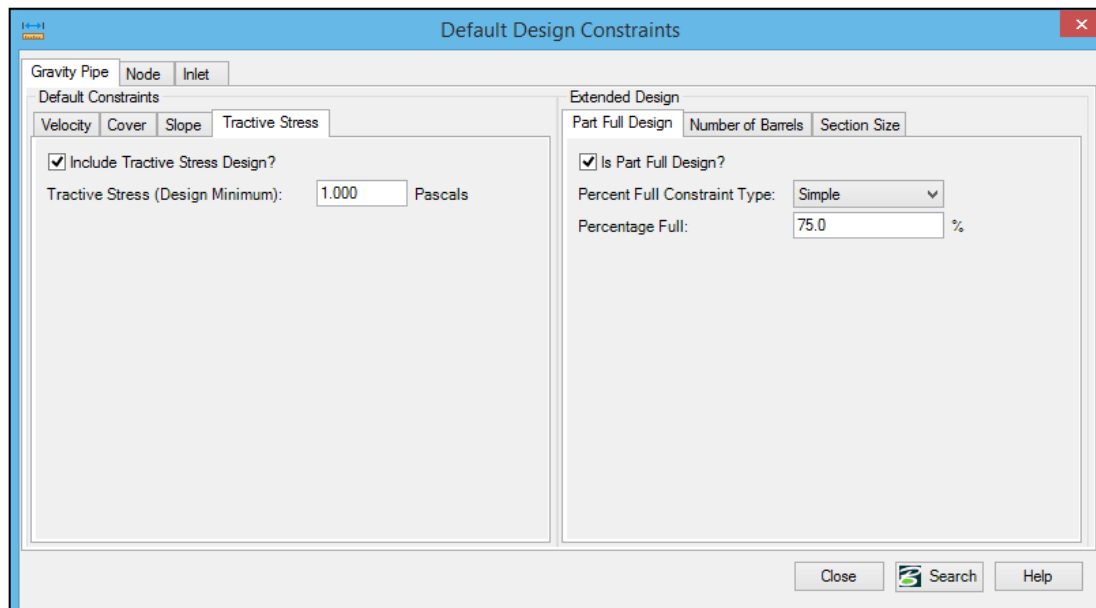 Default Design Constraints
Gravity Pipe Node Inlet
Default Constraints
Velocity Cover Slope Tractive Stress
Include Tractive Stress Design?
Tractive Stress (Design Minimum): 1.000 Pascals
Extended Design
Part Full Design Number of Barrels Section Size
Is Part Full Design?
Percent Full Constraint Type: Simple
Percentage Full: 75.0 %
Close Search Help